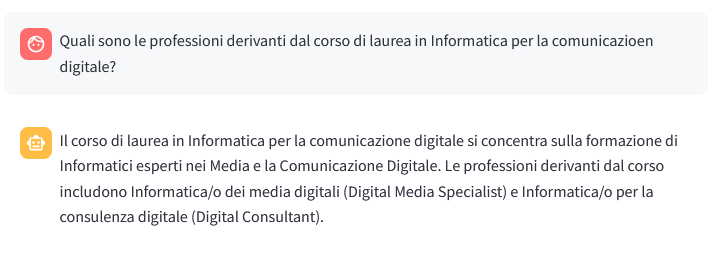 Quali sono le professioni derivanti dal corso di laurea in Informatica per la comunicazioen
digitale?
Il corso di laurea in Informatica per la comunicazione digitale si concentra sulla formazione di
Informatici esperti nei Media e la Comunicazione Digitale. Le professioni derivanti dal corso
includono Informatica/o dei media digitali (Digital Media Specialist) e Informatica/o per la
consulenza digitale (Digital Consultant).